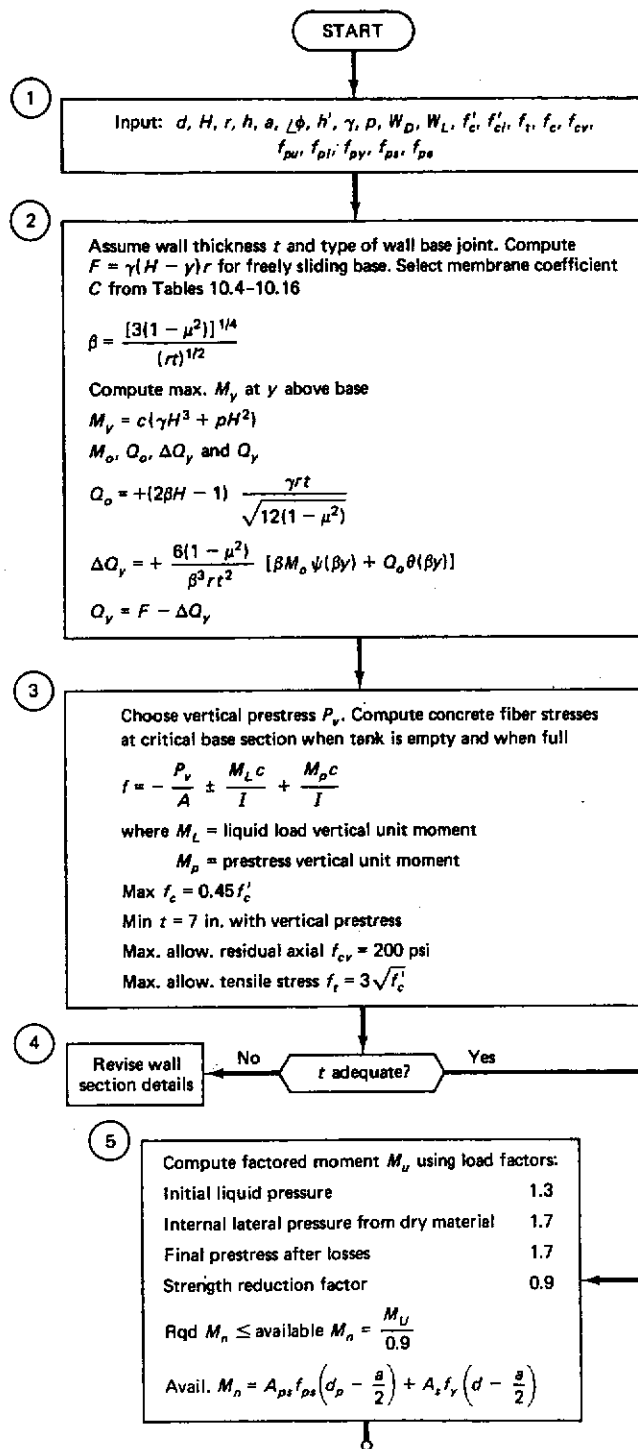 START
1
Input: d, H, r, h, a, ∠φ, h', γ, p, W_D, W_L, f'_c, f'_ci, f_t, f_c, f_cv,
f_pu, f_pi, f_py, f_ps, f_pe
2
Assume wall thickness t and type of wall base joint. Compute
F = γ(H − y)r for freely sliding base. Select membrane coefficient
C from Tables 10.4–10.16
β = [3(1 − μ²)]^1/4 / (rt)^1/2
Compute max. M_y at y above base
M_y = c(γH³ + pH²)
M_o, Q_o, ΔQ_y and Q_y
Q_o = +(2βH − 1) γrt / √12(1 − μ²)
ΔQ_y = + 6(1 − μ²) / β³rt² [βM_o ψ(βy) + Q_o θ(βy)]
Q_y = F − ΔQ_y
3
Choose vertical prestress P_v. Compute concrete fiber stresses
at critical base section when tank is empty and when full
f = − P_v / A ± M_L c / I + M_p c / I
where M_L = liquid load vertical unit moment
M_p = prestress vertical unit moment
Max f_c = 0.45f'_c
Min t = 7 in. with vertical prestress
Max. allow. residual axial f_cv = 200 psi
Max. allow. tensile stress f_t = 3√f'_c
4
Revise wall
section details
No
t adequate?
Yes
5
Compute factored moment M_u using load factors:
Initial liquid pressure 1.3
Internal lateral pressure from dry material 1.7
Final prestress after losses 1.7
Strength reduction factor 0.9
Rqd M_n ≤ available M_n = M_U / 0.9
Avail. M_n = A_ps f_ps (d_p − a/2) + A_s f_y (d − a/2)